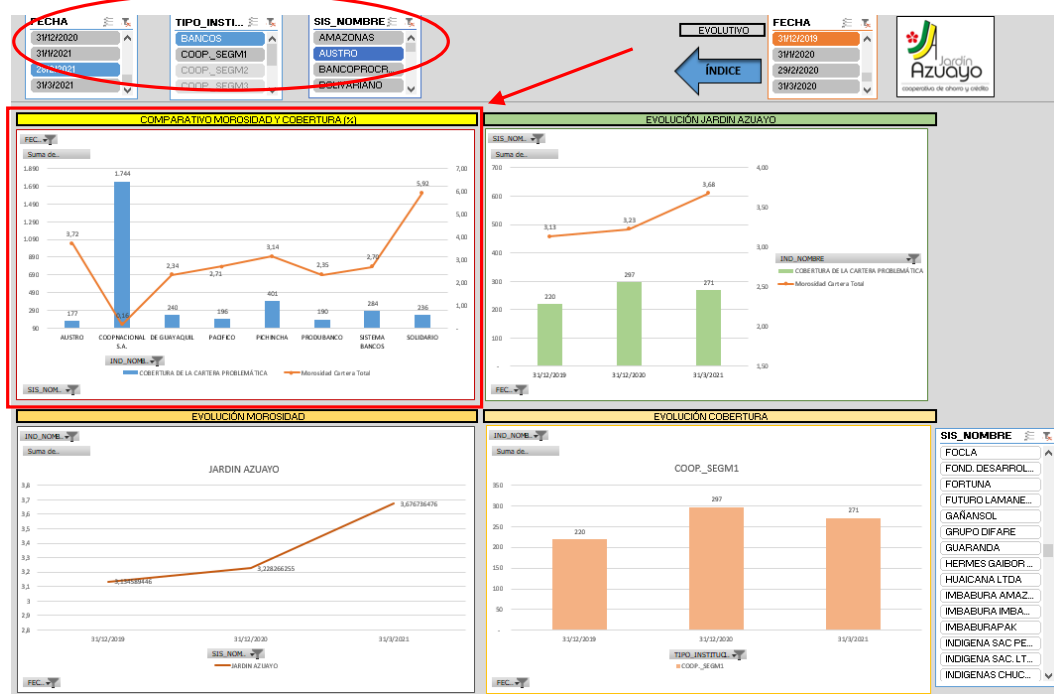 FECHA
31/12/2020
31/1/2021
28/2/2021
31/3/2021
TIPO_INSTI...
BANCOS
COOP_SEGM1
COOP_SEGM2
COOP_SEGM3
SIS_NOMBRE
AMAZONAS
AUSTRO
BANCOPROCR...
BOLIVARIANO
EVOLUTIVO
ÍNDICE
FECHA
31/12/2019
31/1/2020
29/2/2020
31/3/2020
Jardín
Azuayo
cooperativa de ahorro y crédito
COMPARATIVO MOROSIDAD Y COBERTURA (%)
FEC..
Suma de..
1.890
1.690
1.490
1.290
1.090
890
690
490
290
90
7,00
6,00
5,00
4,00
3,00
2,00
1,00
-
3,72
1.744
0,16
2,34
2,71
3,14
2,35
2,70
5,92
177
240
196
401
190
284
236
AUSTRO
COOPNACIONAL S.A.
DE GUAYAQUIL
PACIFICO
PICHINCHA
PRODUBANCO
SISTEMA BANCOS
SOLIDARIO
IND_NOMB..
COBERTURA DE LA CARTERA PROBLEMÁTICA
Morosidad Cartera Total
SIS_NOM..
EVOLUCIÓN JARDIN AZUAYO
SIS_NOM..
Suma de..
700
600
500
400
300
200
100
-
4,00
3,50
3,00
2,50
2,00
1,50
3,13
3,23
3,68
220
297
271
31/12/2019
31/12/2020
31/3/2021
IND_NOMBRE
COBERTURA DE LA CARTERA PROBLEMÁTICA
Morosidad Cartera Total
FEC..
EVOLUCIÓN MOROSIDAD
IND_NOMB..
Suma de..
JARDIN AZUAYO
3,8
3,7
3,6
3,5
3,4
3,3
3,2
3,1
3
2,9
2,8
3,134589446
3,228266255
3,676736476
31/12/2019
31/12/2020
31/3/2021
SIS_NOM..
JARDIN AZUAYO
FEC..
EVOLUCIÓN COBERTURA
IND_NOMB..
Suma de..
COOP._SEGM1
350
300
250
200
150
100
50
-
220
297
271
31/12/2019
31/12/2020
31/3/2021
TIPO_INSTITUCI..
COOP._SEGM1
FEC..
SIS_NOMBRE
FOCLA
FOND. DESARROL...
FORTUNA
FUTURO LAMANE...
GAÑANSOL
GRUPO DIFARE
GUARANDA
HERMES GAIBOR ...
HUAICANA LTDA
IMBABURA AMAZ...
IMBABURA IMBA...
IMBABURAPAK
INDIGENA SAC PE...
INDIGENA SAC. LT...
INDIGENAS CHUC...